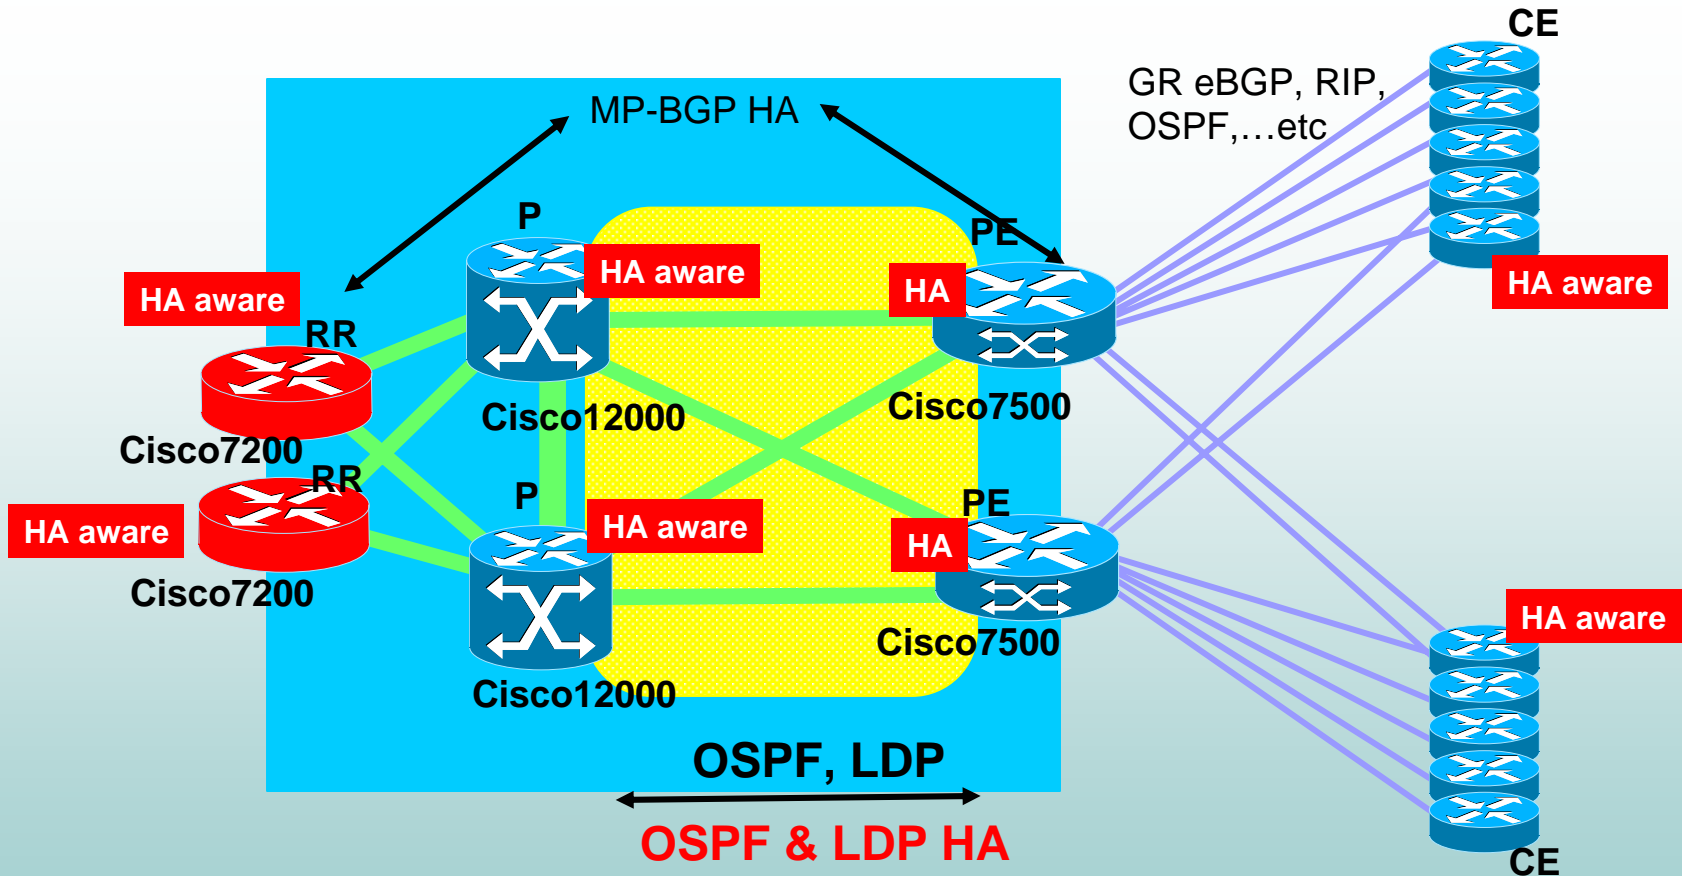 CE
GR eBGP, RIP,
OSPF,...etc
MP-BGP HA
P
PE
HA aware
HA aware
HA
HA aware
RR
Cisco12000
Cisco7500
Cisco7200
RR
P
PE
HA aware
HA aware
HA
Cisco7200
Cisco7500
Cisco12000
HA aware
OSPF, LDP
OSPF & LDP HA
CE